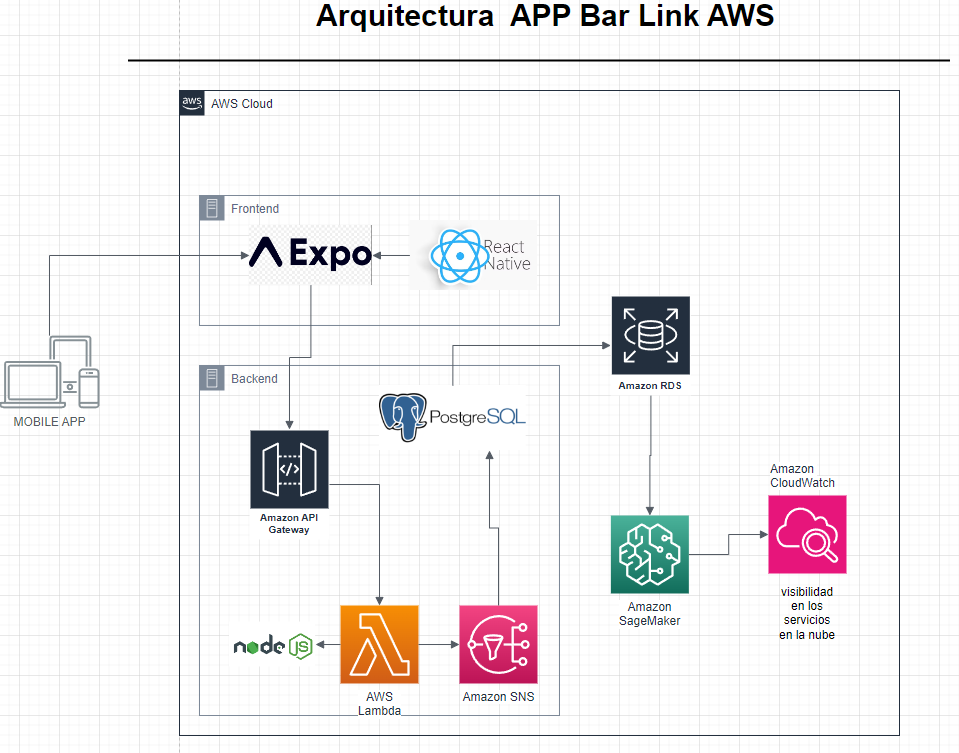 Arquitectura APP Bar Link AWS
aws
AWS Cloud
Frontend
Expo
React
Native
MOBILE APP
Amazon RDS
Backend
PostgreSQL
Amazon API
Gateway
Amazon
CloudWatch
visibilidad
en los
servicios
en la nube
Amazon
SageMaker
node
JS
AWS
Lambda
Amazon SNS